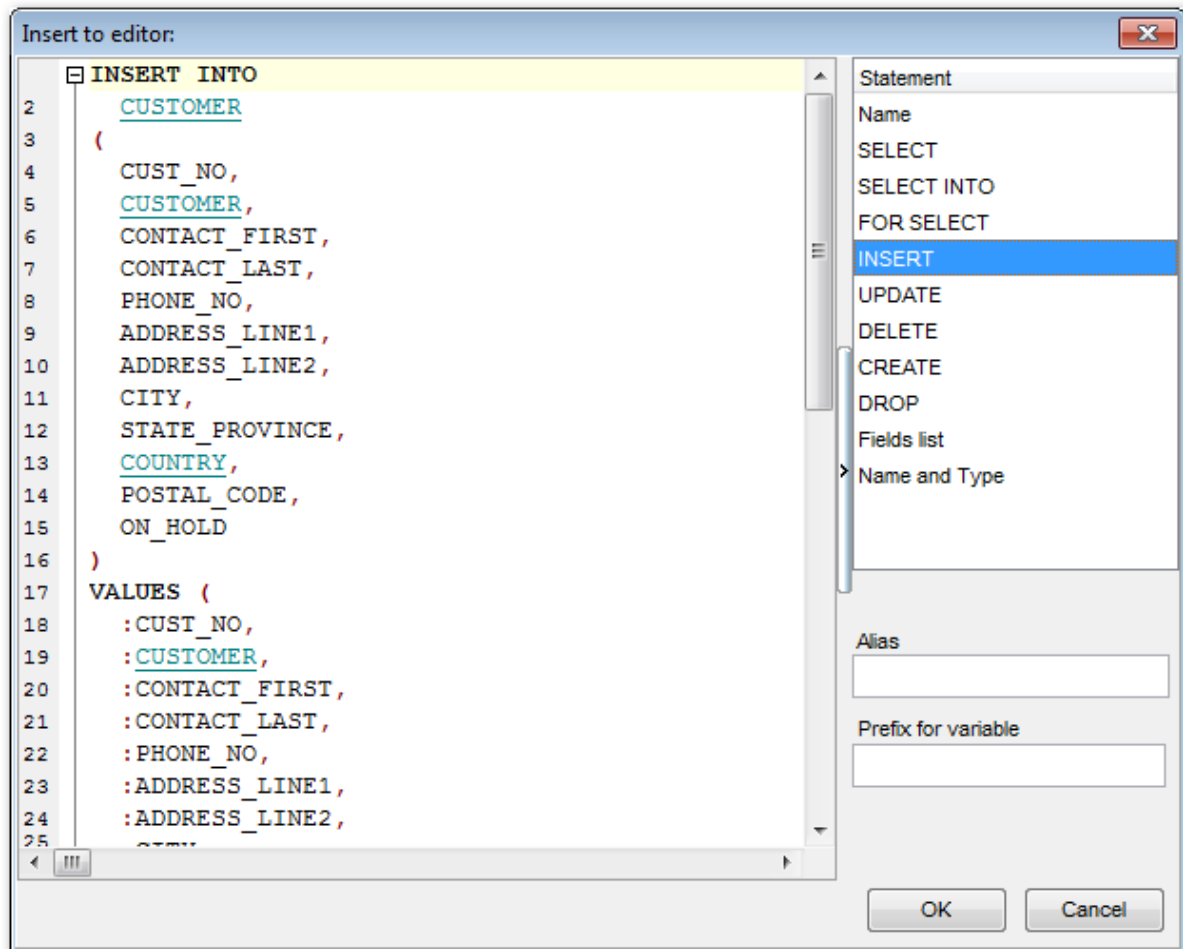 Insert to editor:
INSERT INTO
2 CUSTOMER
3 (
4 CUST_NO,
5 CUSTOMER,
6 CONTACT_FIRST,
7 CONTACT_LAST,
8 PHONE_NO,
9 ADDRESS_LINE1,
10 ADDRESS_LINE2,
11 CITY,
12 STATE_PROVINCE,
13 COUNTRY,
14 POSTAL_CODE,
15 ON_HOLD
16 )
17 VALUES (
18 :CUST_NO,
19 :CUSTOMER,
20 :CONTACT_FIRST,
21 :CONTACT_LAST,
22 :PHONE_NO,
23 :ADDRESS_LINE1,
24 :ADDRESS_LINE2,
25
Statement
Name
SELECT
SELECT INTO
FOR SELECT
INSERT
UPDATE
DELETE
CREATE
DROP
Fields list
Name and Type
Alias
Prefix for variable
OK
Cancel